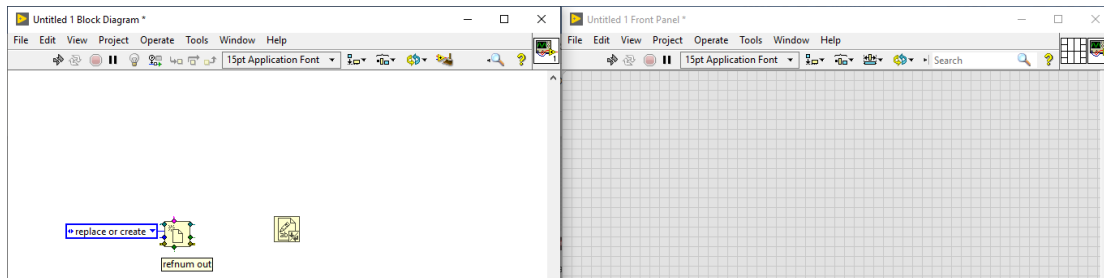 Untitled 1 Block Diagram *
File Edit View Project Operate Tools Window Help
15pt Application Font
1
replace or create
refnum out
Untitled 1 Front Panel *
File Edit View Project Operate Tools Window Help
15pt Application Font
Search